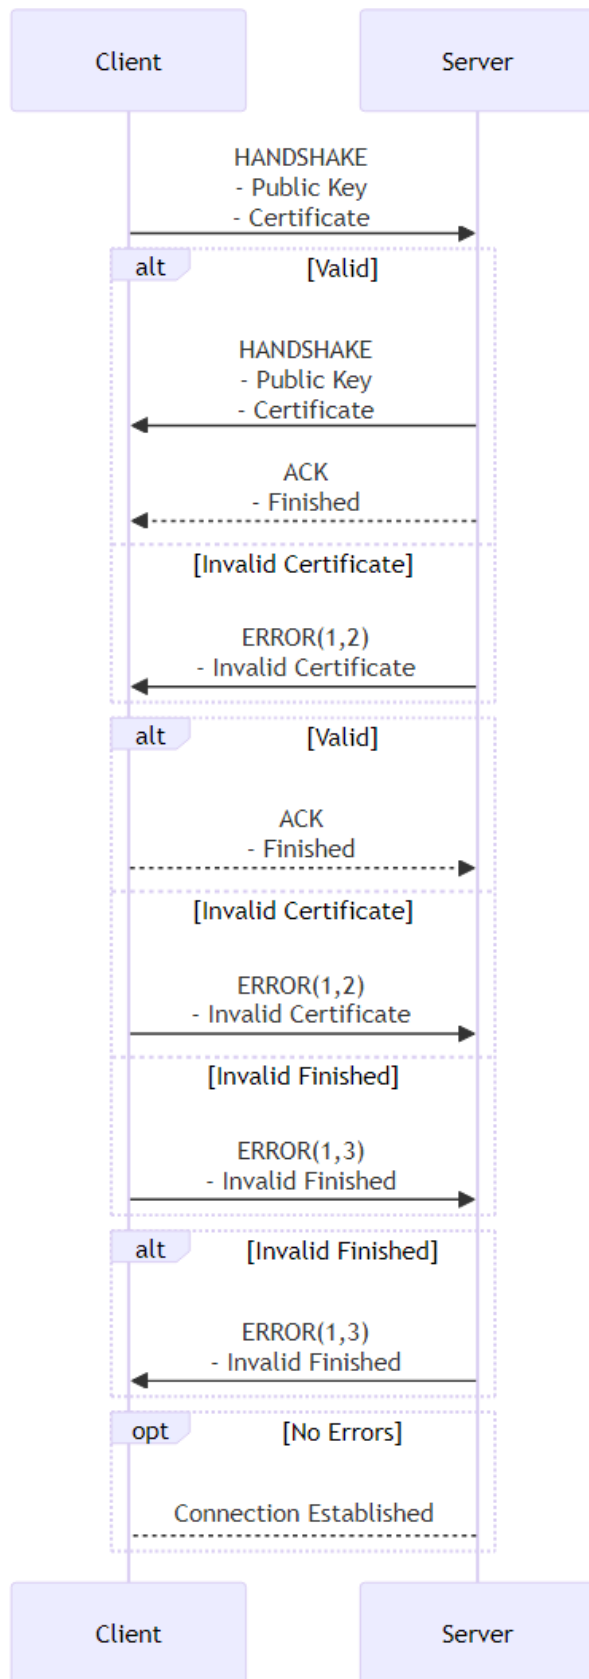 Client
Server
HANDSHAKE
- Public Key
- Certificate
alt
[Valid]
HANDSHAKE
- Public Key
- Certificate
ACK
- Finished
[Invalid Certificate]
ERROR(1,2)
- Invalid Certificate
alt
[Valid]
ACK
- Finished
[Invalid Certificate]
ERROR(1,2)
- Invalid Certificate
[Invalid Finished]
ERROR(1,3)
- Invalid Finished
alt
[Invalid Finished]
ERROR(1,3)
- Invalid Finished
opt
[No Errors]
Connection Established
Client
Server